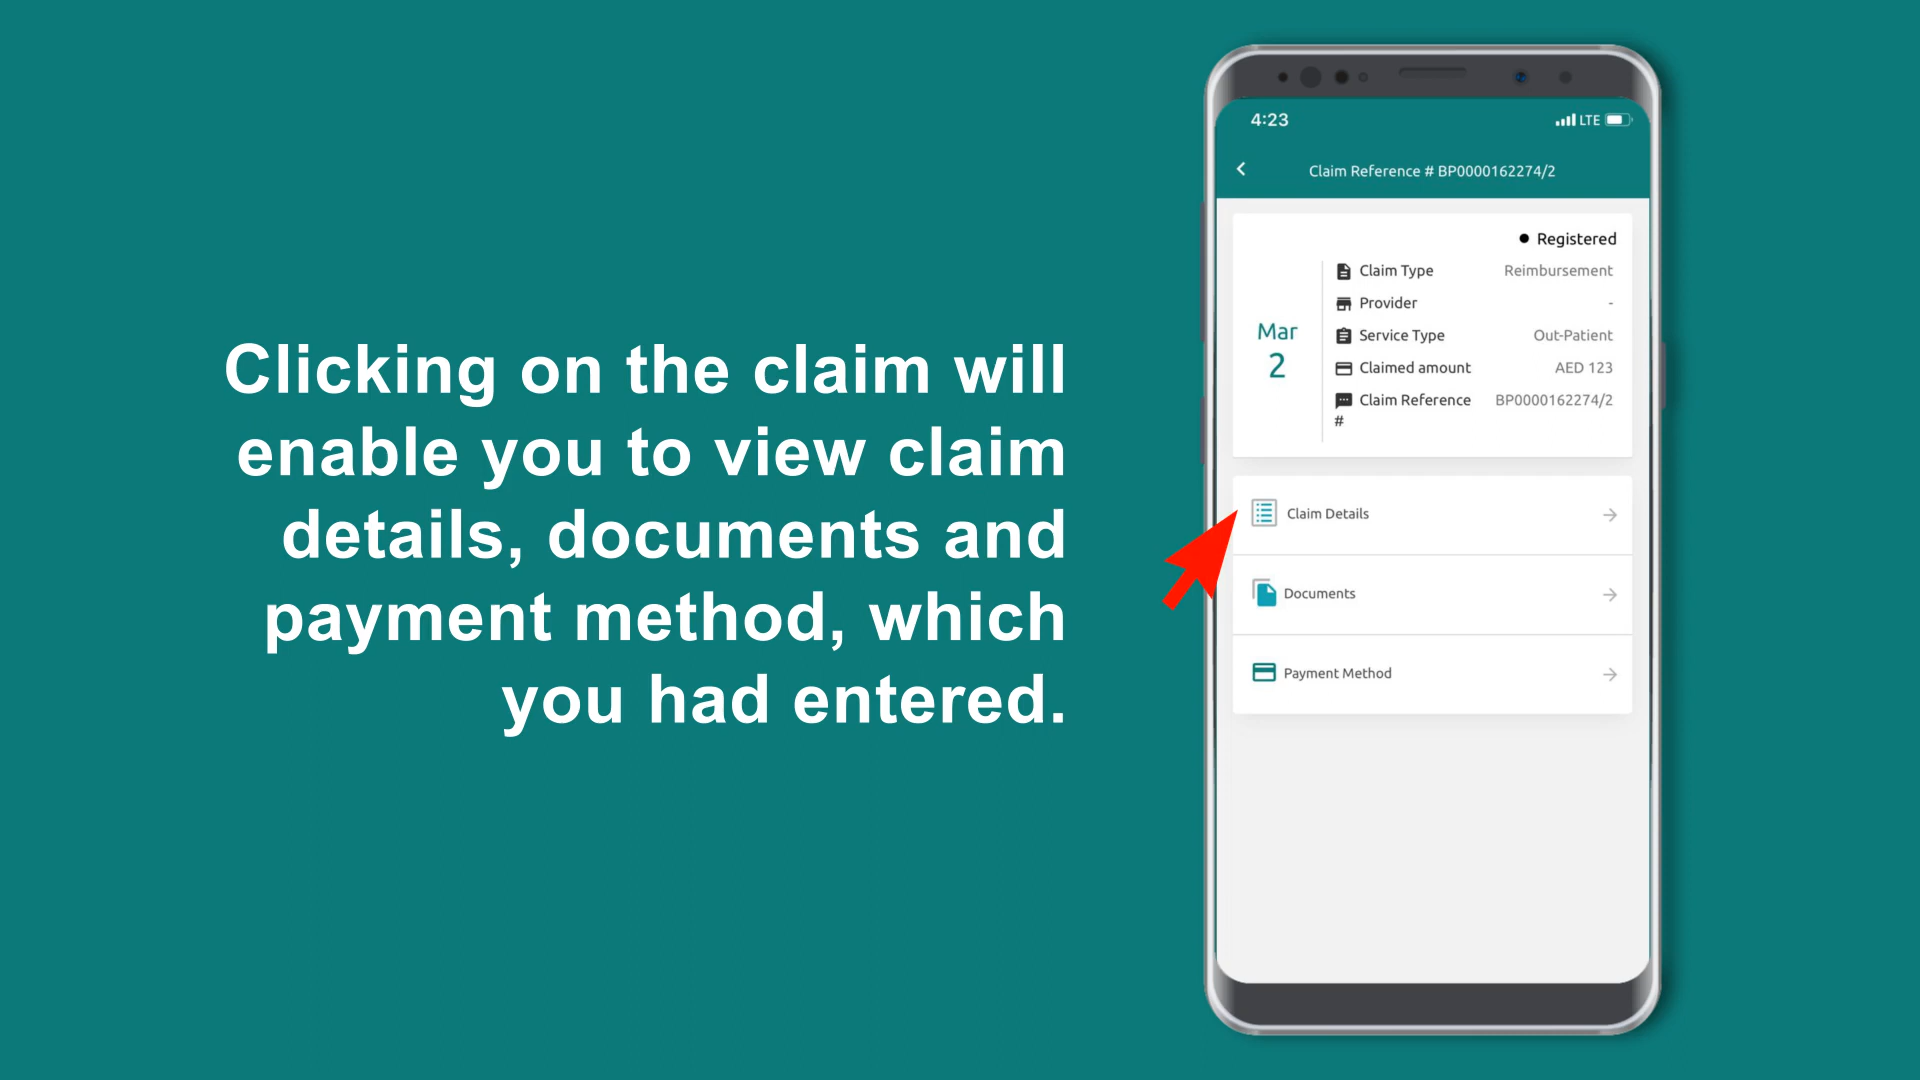 Clicking on the claim will
enable you to view claim
details, documents and
payment method, which
you had entered.
4:23
LTE
Claim Reference # BP0000162274/2
Registered
Mar
2
Claim Type Reimbursement
Provider -
Service Type Out-Patient
Claimed amount AED 123
Claim Reference BP0000162274/2
#
Claim Details
Documents
Payment Method